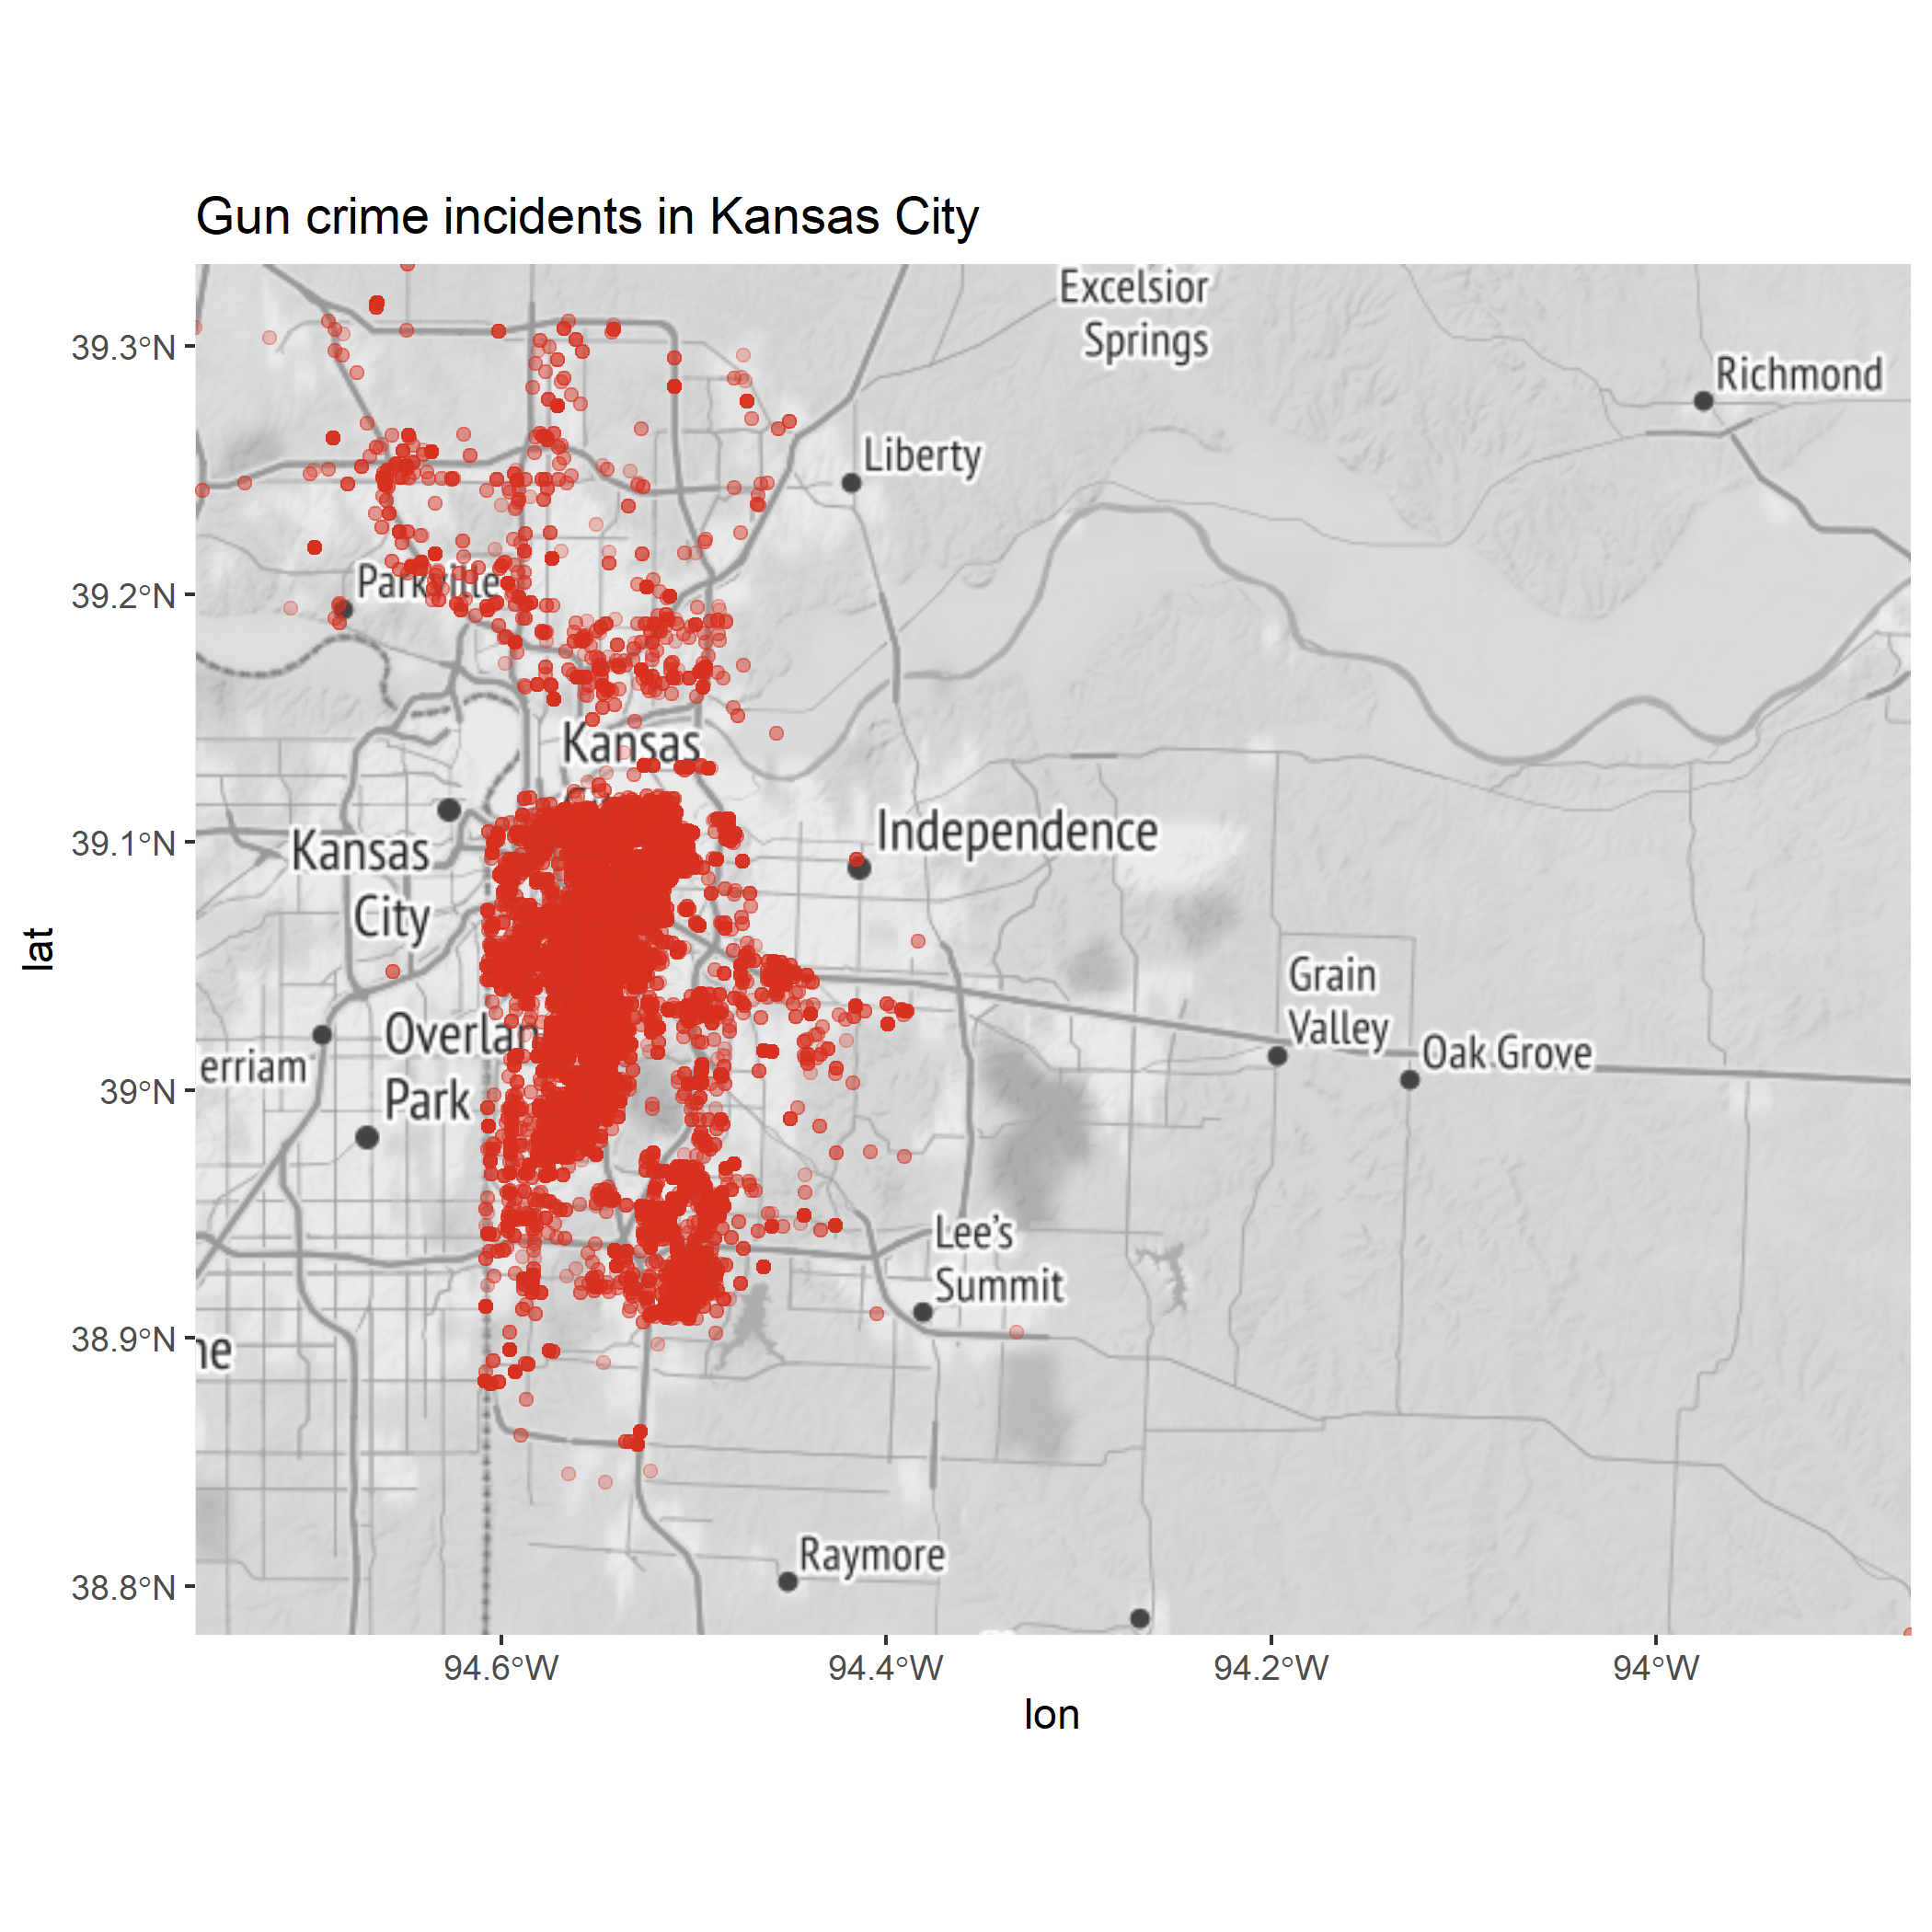 Gun crime incidents in Kansas City
Excelsior
Springs
39.3°N
Richmond
Liberty
39.2°N
Parkville
Kansas
39.1°N
Independence
Kansas
City
lat
Grain
Valley
Overlan
Oak Grove
erriam
39°N
Park
Lee's
Summit
38.9°N
ne
Raymore
38.8°N
94.6°W
94.4°W
94.2°W
94°W
lon